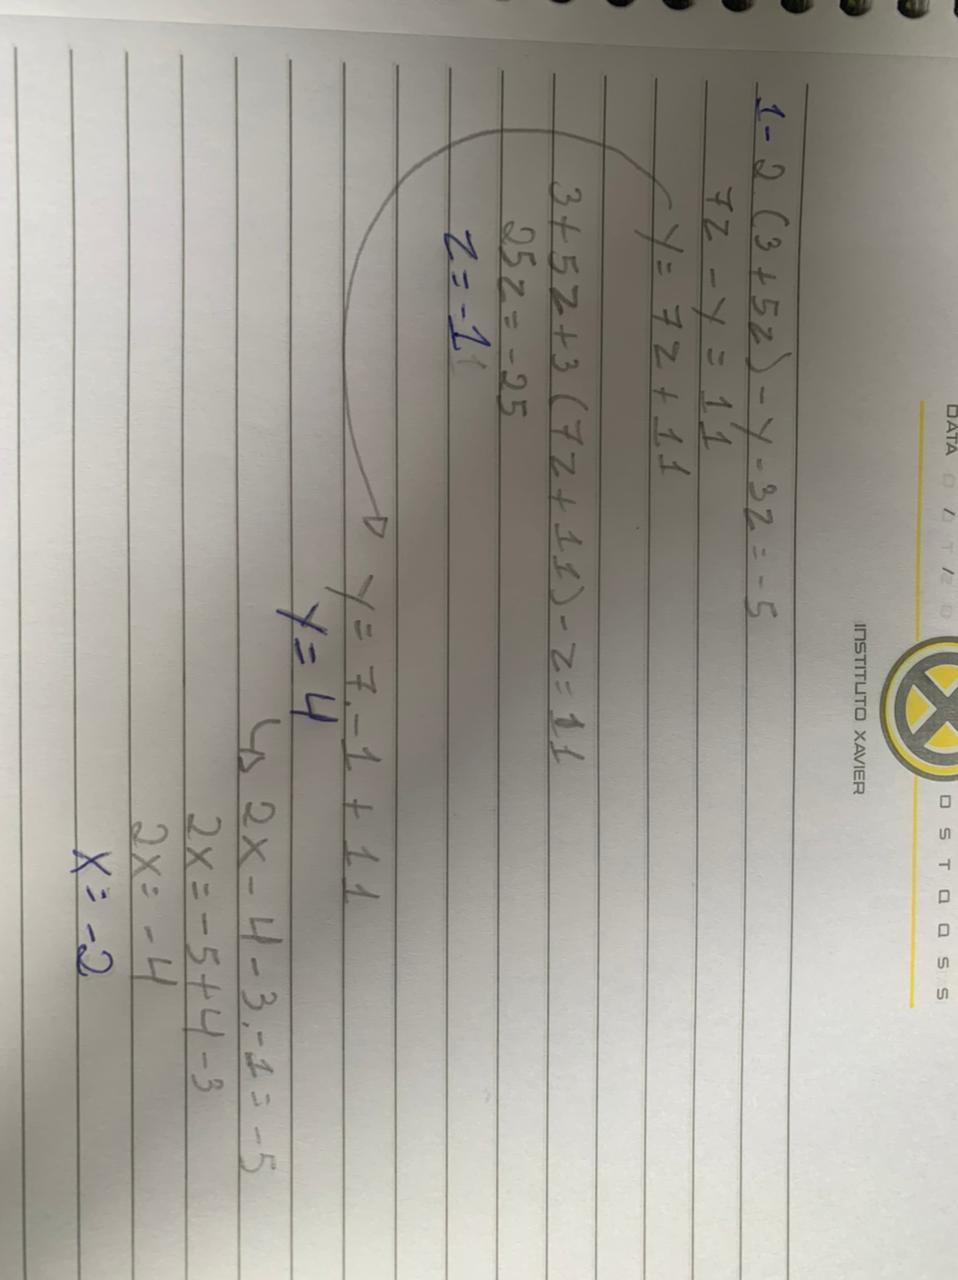 DATA
INSTITUTO XAVIER
D S T Q Q S S
1- 2(3+5z)-y-3z=-5
7z-y=11
y=7z+11
3+5z+3(7z+11)-z=11
25z=-25
z=-1
y=7.-1+11
y=4
2x-4-3.-1=-5
2x=-5+4-3
2x=-4
x=-2